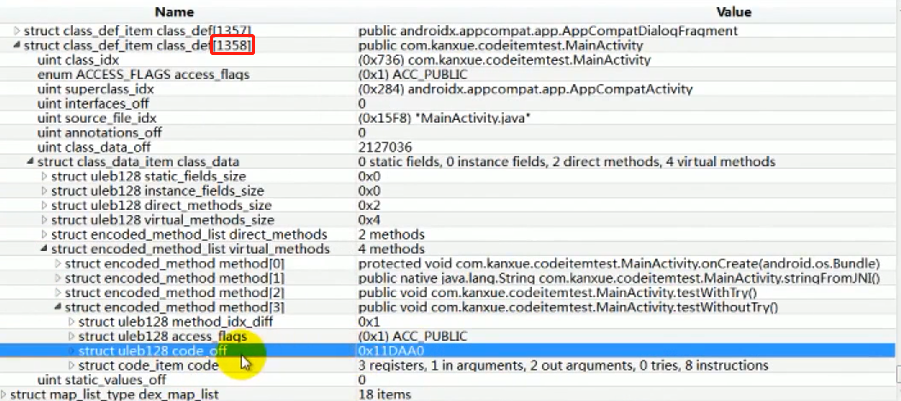 Name Value
struct class_def_item class_def[1357] public androidx.appcompat.app.AppCompatDialogFragment
struct class_def_item class_def[1358] public com.kanxue.codeitemtest.MainActivity
uint class_idx (0x736) com.kanxue.codeitemtest.MainActivity
enum ACCESS_FLAGS access_flags (0x1) ACC_PUBLIC
uint superclass_idx (0x284) androidx.appcompat.app.AppCompatActivity
uint interfaces_off 0
uint source_file_idx (0x15F8) "MainActivity.java"
uint annotations_off 0
uint class_data_off 2127036
struct class_data_item class_data 0 static fields, 0 instance fields, 2 direct methods, 4 virtual methods
struct uleb128 static_fields_size 0x0
struct uleb128 instance_fields_size 0x0
struct uleb128 direct_methods_size 0x2
struct uleb128 virtual_methods_size 0x4
struct encoded_method_list direct_methods 2 methods
struct encoded_method_list virtual_methods 4 methods
struct encoded_method method[0] protected void com.kanxue.codeitemtest.MainActivity.onCreate(android.os.Bundle)
struct encoded_method method[1] public native java.lang.String com.kanxue.codeitemtest.MainActivity.stringFromJNI()
struct encoded_method method[2] public void com.kanxue.codeitemtest.MainActivity.testWithTry()
struct encoded_method method[3] public void com.kanxue.codeitemtest.MainActivity.testWithoutTry()
struct uleb128 method_idx_diff 0x1
struct uleb128 access_flags (0x1) ACC_PUBLIC
struct uleb128 code_off 0x11DAA0
struct code_item code 3 registers, 1 in arguments, 2 out arguments, 0 tries, 8 instructions
uint static_values_off 0
struct map_list_type dex_map_list 18 items